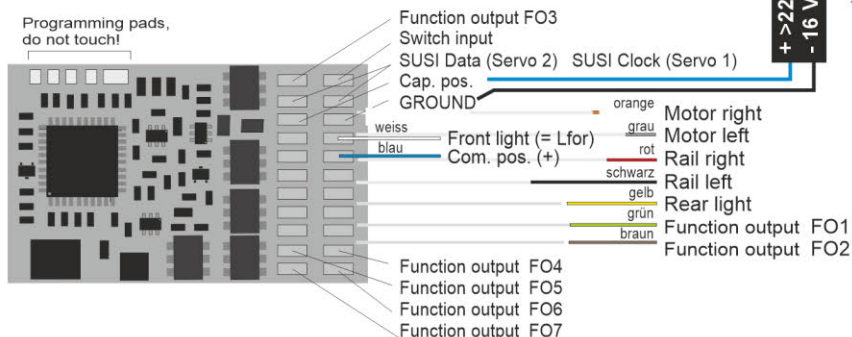 Programming pads,
do not touch!
Function output FO3
Switch input
SUSI Data (Servo 2) SUSI Clock (Servo 1)
Cap. pos.
GROUND
+ >22
- 16 V
orange Motor right
weiss Front light (= Lfor) grau Motor left
blau Com. pos. (+) rot Rail right
schwarz Rail left
gelb Rear light
grün Function output FO1
braun Function output FO2
Function output FO4
Function output FO5
Function output FO6
Function output FO7